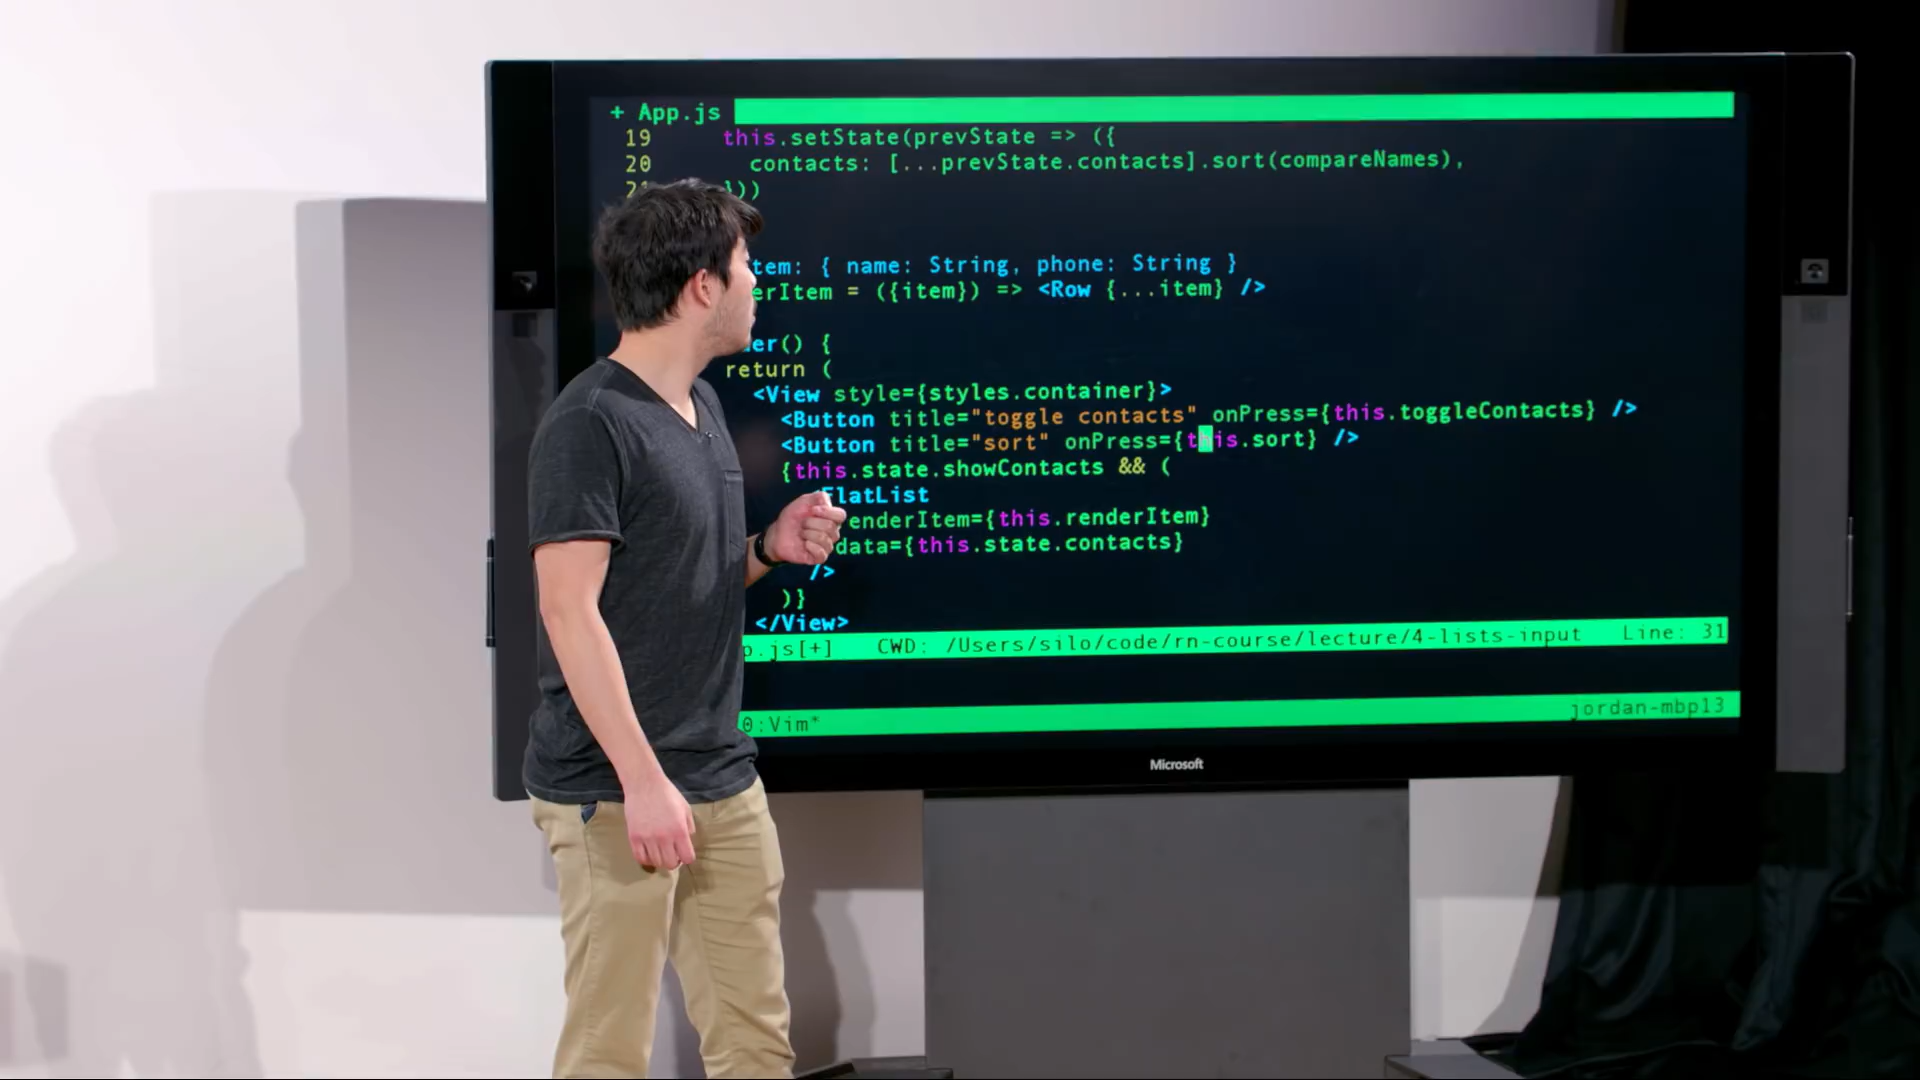 + App.js
19 this.setState(prevState => ({
20 contacts: [...prevState.contacts].sort(compareNames),
21 }))
tem: { name: String, phone: String }
erItem = ({item}) => <Row {...item} />
der() {
return (
<View style={styles.container}>
<Button title="toggle contacts" onPress={this.toggleContacts} />
<Button title="sort" onPress={this.sort} />
{this.state.showContacts && (
FlatList
renderItem={this.renderItem}
data={this.state.contacts}
/>
)}
</View>
p.js[+] CWD: /Users/silo/code/rn-course/lecture/4-lists-input Line: 31
0:Vim* jordan-mbp13
Microsoft